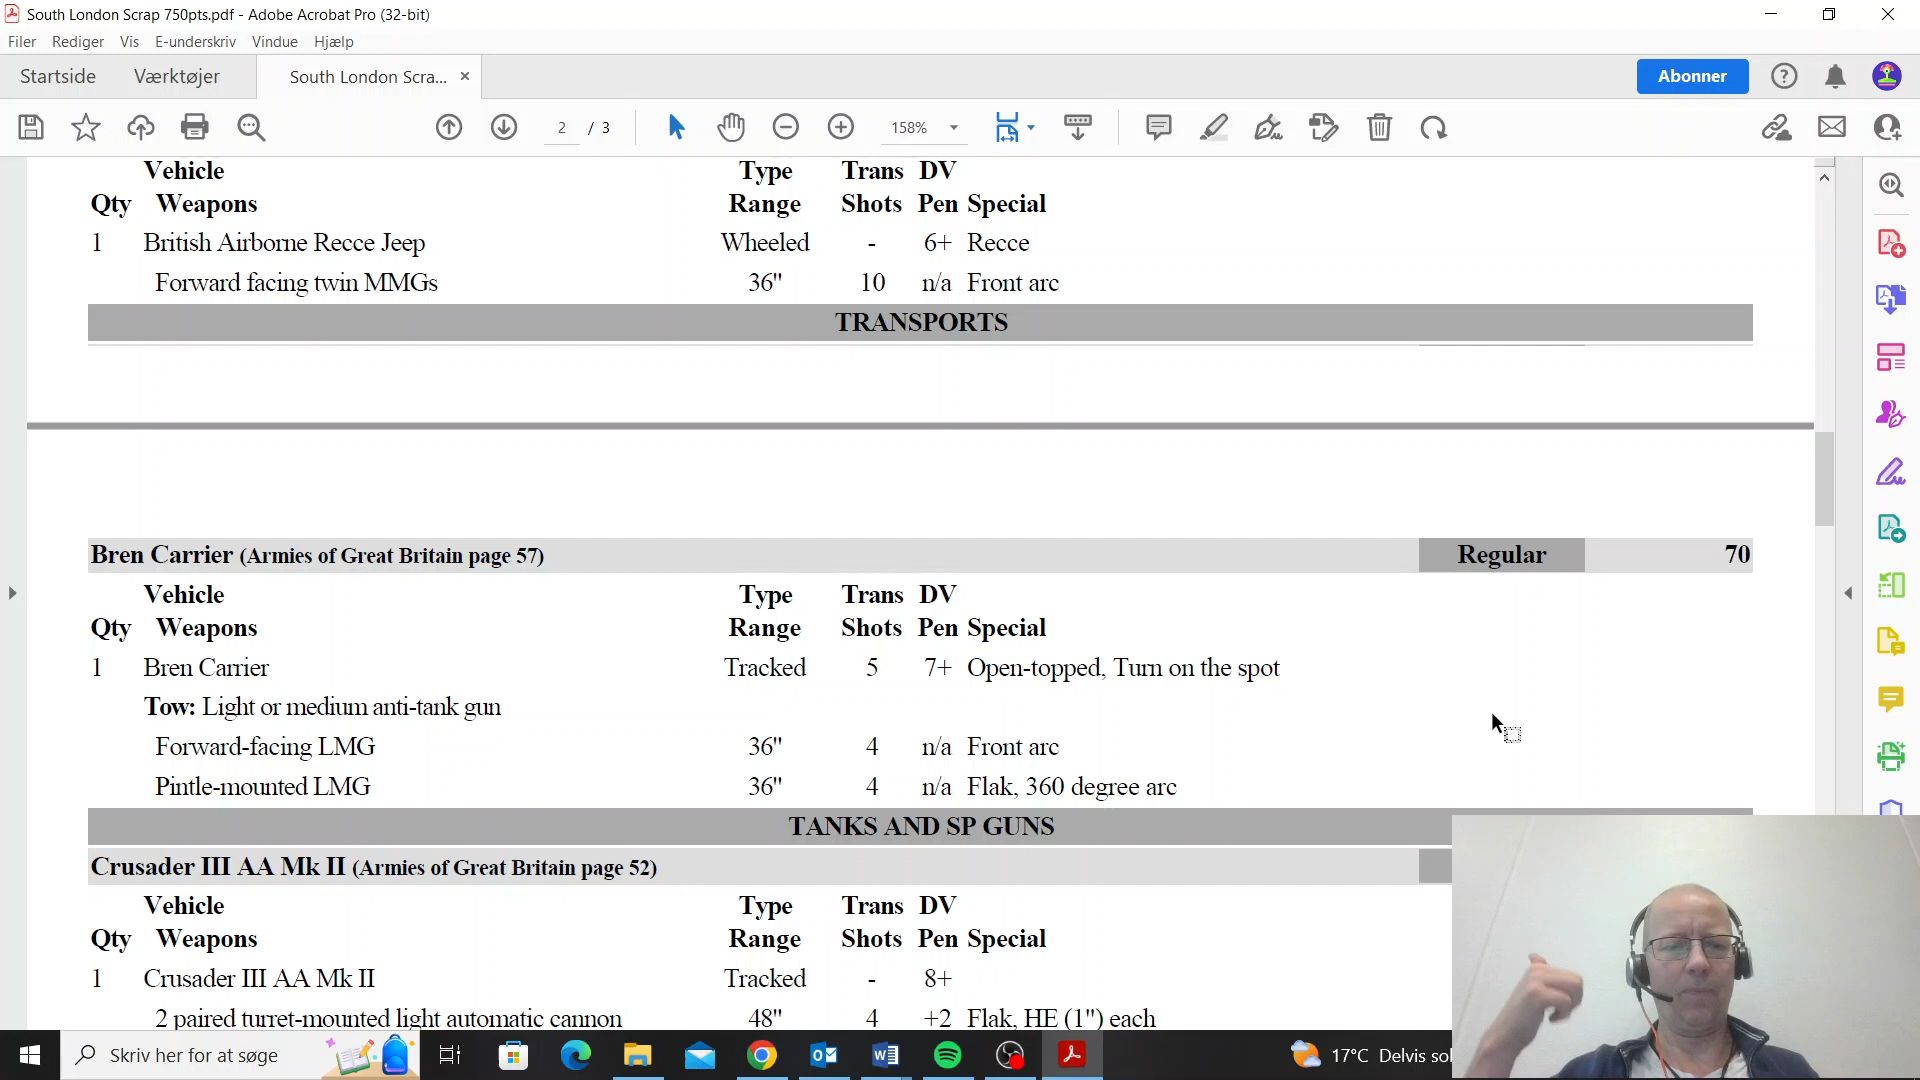 South London Scrap 750pts.pdf - Adobe Acrobat Pro (32-bit)
Filer Rediger Vis E-underskriv Vindue Hjælp
Startside Værktøjer South London Scra... ×
Abonner
2 / 3 158%
Vehicle Type Trans DV
Qty Weapons Range Shots Pen Special
1 British Airborne Recce Jeep Wheeled - 6+ Recce
Forward facing twin MMGs 36" 10 n/a Front arc
TRANSPORTS
Bren Carrier (Armies of Great Britain page 57) Regular 70
Vehicle Type Trans DV
Qty Weapons Range Shots Pen Special
1 Bren Carrier Tracked 5 7+ Open-topped, Turn on the spot
Tow: Light or medium anti-tank gun
Forward-facing LMG 36" 4 n/a Front arc
Pintle-mounted LMG 36" 4 n/a Flak, 360 degree arc
TANKS AND SP GUNS
Crusader III AA Mk II (Armies of Great Britain page 52)
Vehicle Type Trans DV
Qty Weapons Range Shots Pen Special
1 Crusader III AA Mk II Tracked - 8+
2 paired turret-mounted light automatic cannon 48" 4 +2 Flak, HE (1") each
Skriv her for at søge
17°C Delvis sol